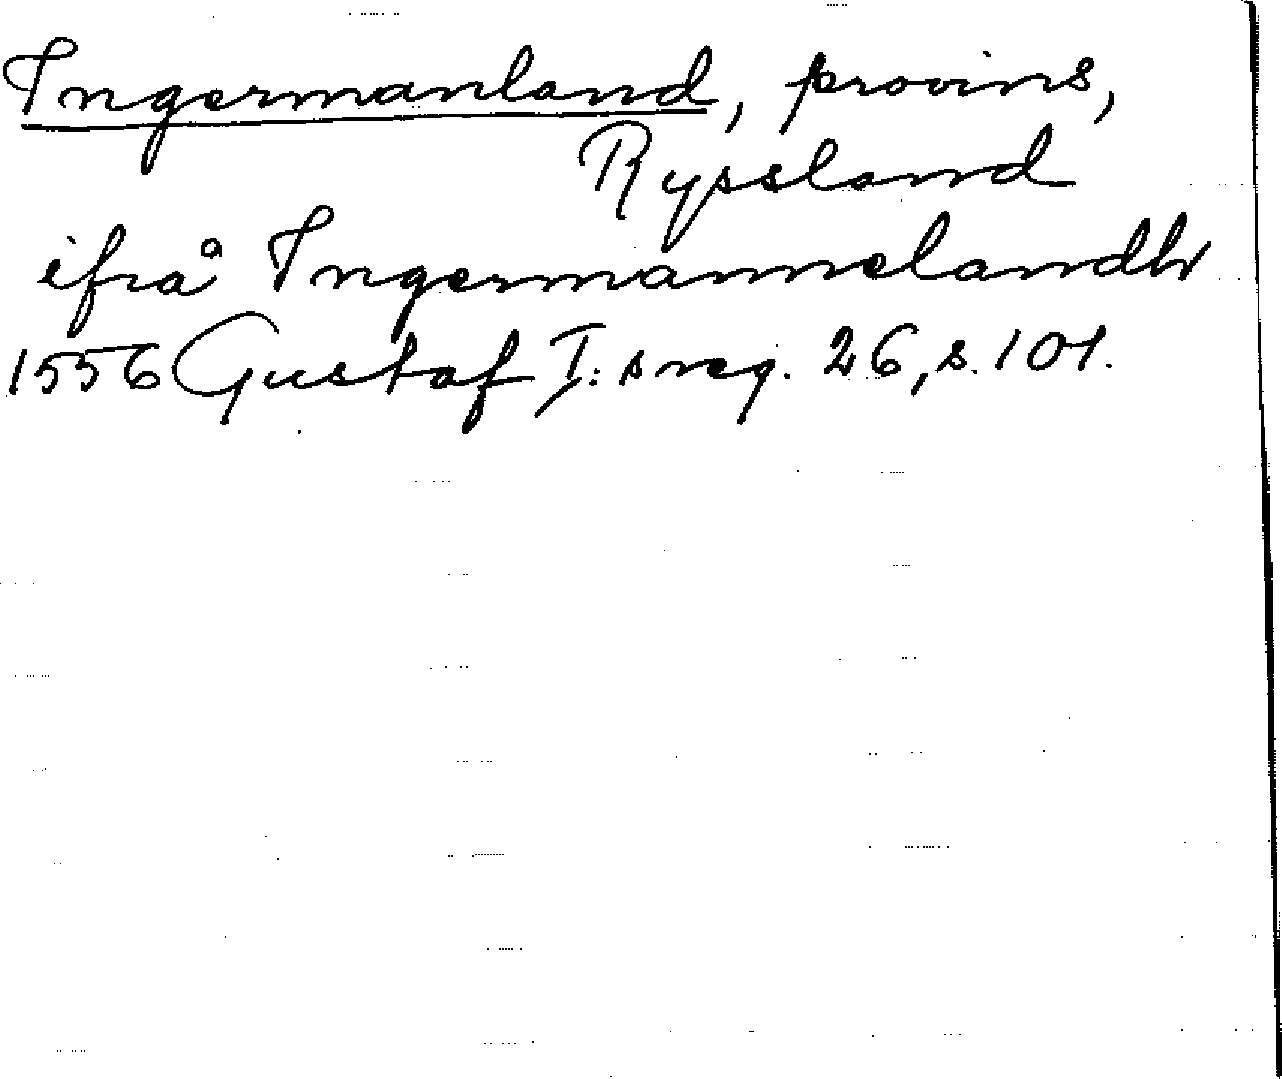 Ingermanland, provins,
Ryssland
ifrå Ingermannelandh
1556 Gustaf I:s reg. 26, s. 101.